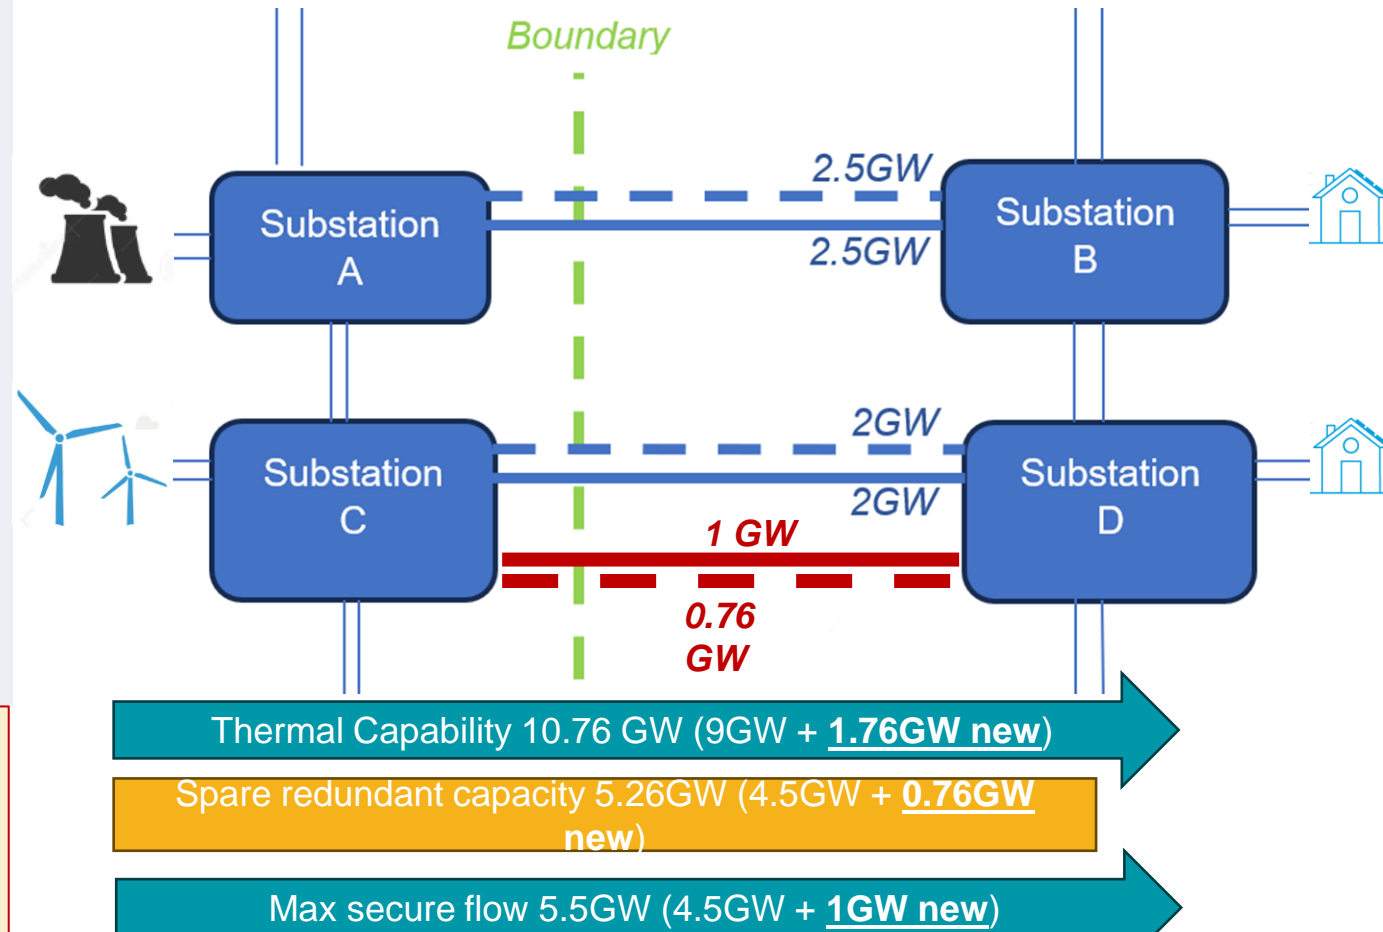 Boundary
2.5GW
2.5GW
Substation
A
Substation
B
2GW
2GW
Substation
C
Substation
D
1 GW
0.76
GW
Thermal Capability 10.76 GW (9GW + 1.76GW new)
Spare redundant capacity 5.26GW (4.5GW + 0.76GW
new)
Max secure flow 5.5GW (4.5GW + 1GW new)